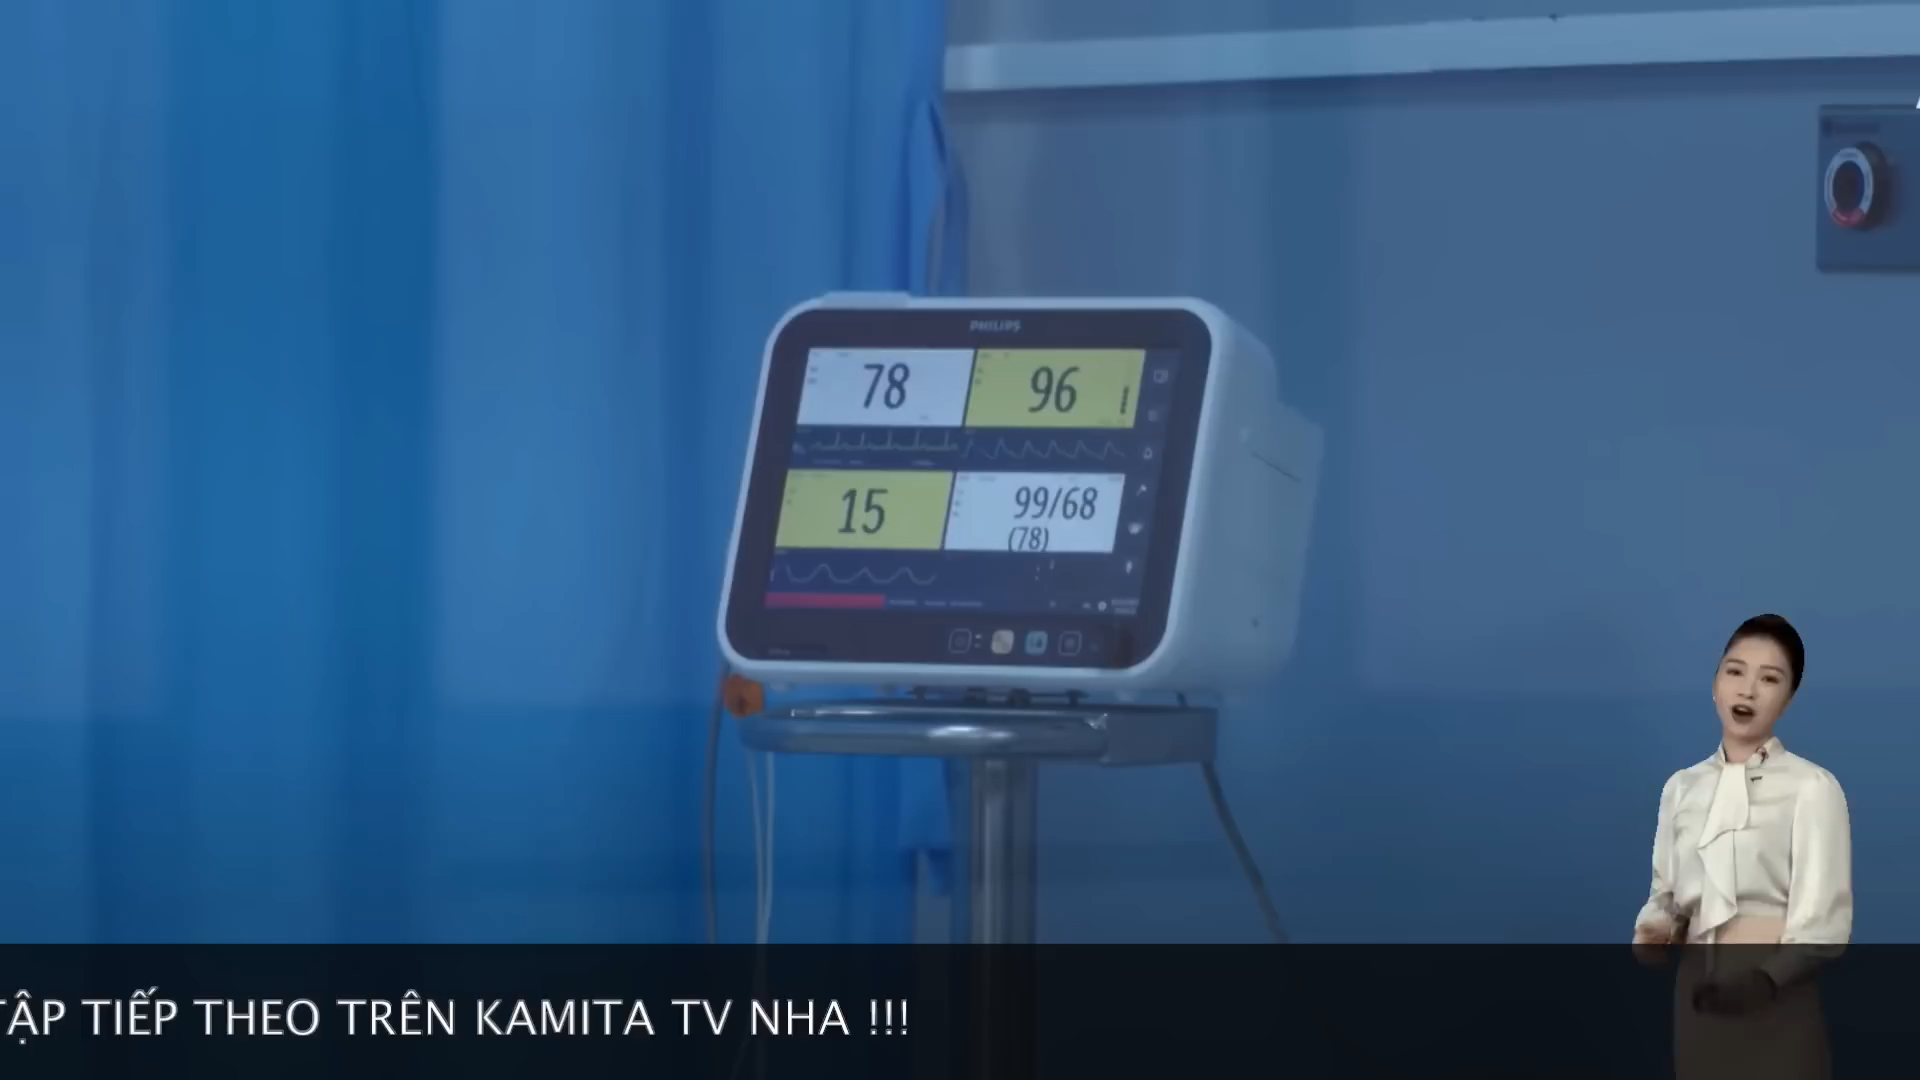 PHILIPS
78
96
15
99/68
(78)
TẬP TIẾP THEO TRÊN KAMITA TV NHA !!!